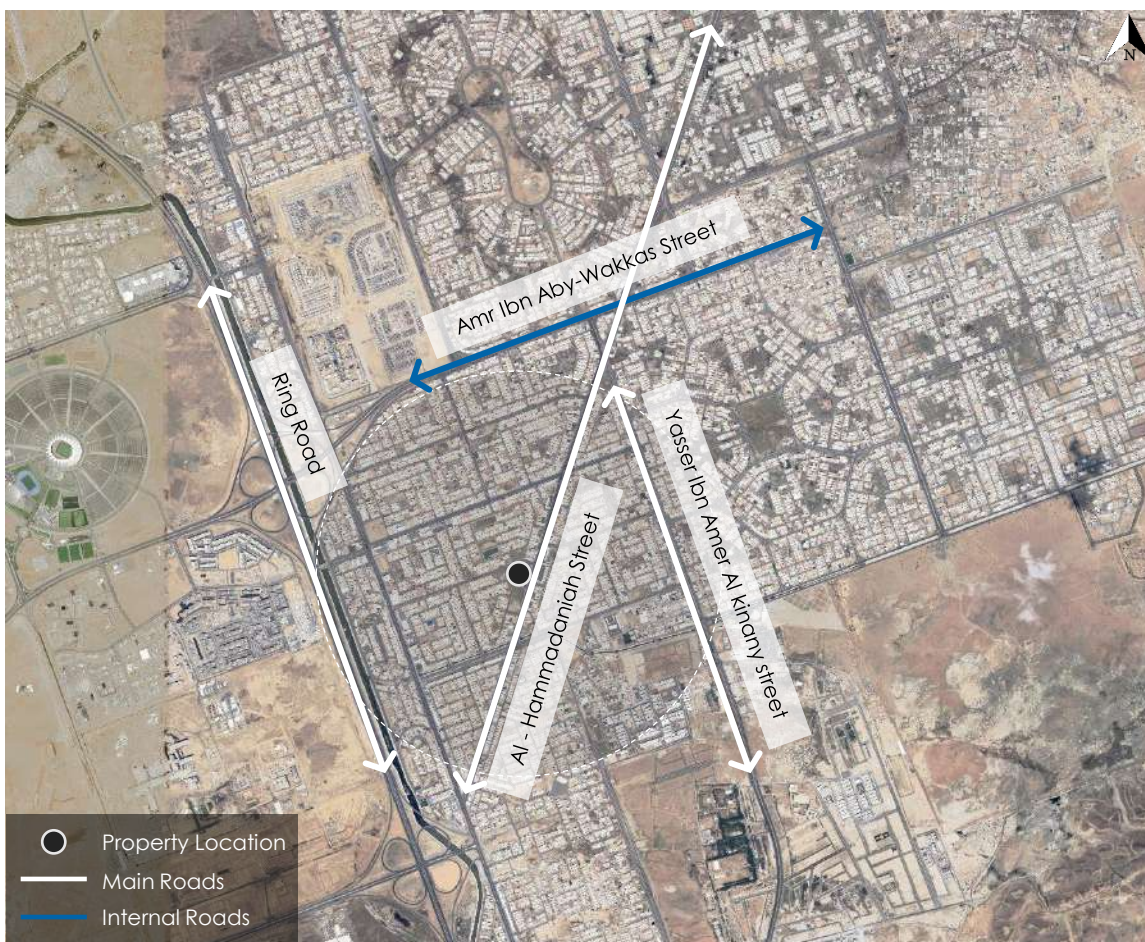 N
Amr Ibn Aby-Wakkas Street
Ring Road
Yasser Ibn Amer Al kinany street
Al - Hammadaniah Street
Property Location
Main Roads
Internal Roads